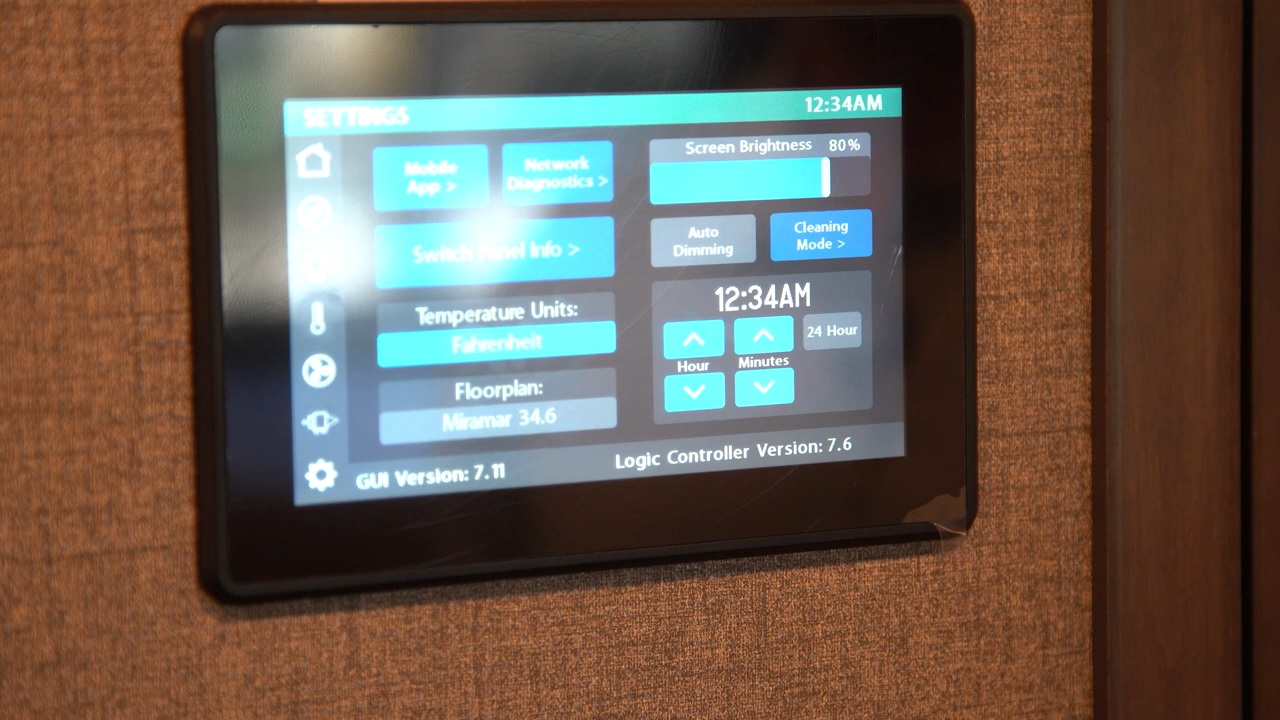 SETTINGS
12:34AM
Mobile
App >
Network
Diagnostics >
Switch Panel Info >
Temperature Units:
Fahrenheit
Floorplan:
Miramar 34.6
Screen Brightness 80%
Auto
Dimming
Cleaning
Mode >
12:34AM
24 Hour
Hour
Minutes
GUI Version: 7.11
Logic Controller Version: 7.6